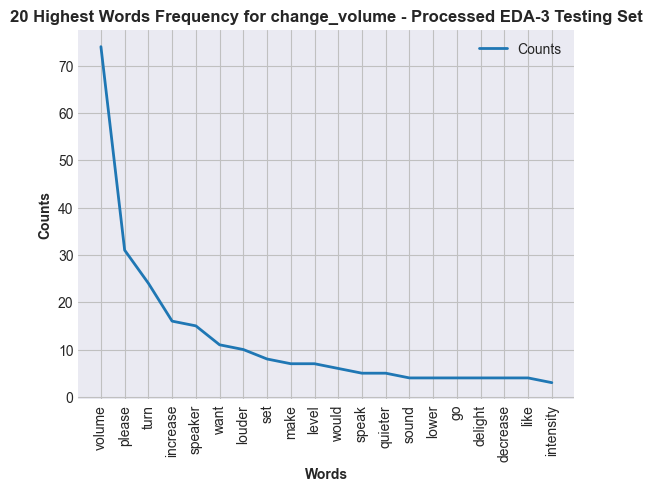 20 Highest Words Frequency for change_volume - Processed EDA-3 Testing Set
Counts
70
60
50
40
30
20
10
0
Counts
volume
please
turn
increase
speaker
want
louder
set
make
level
would
speak
quieter
sound
lower
go
delight
decrease
like
intensity
Words